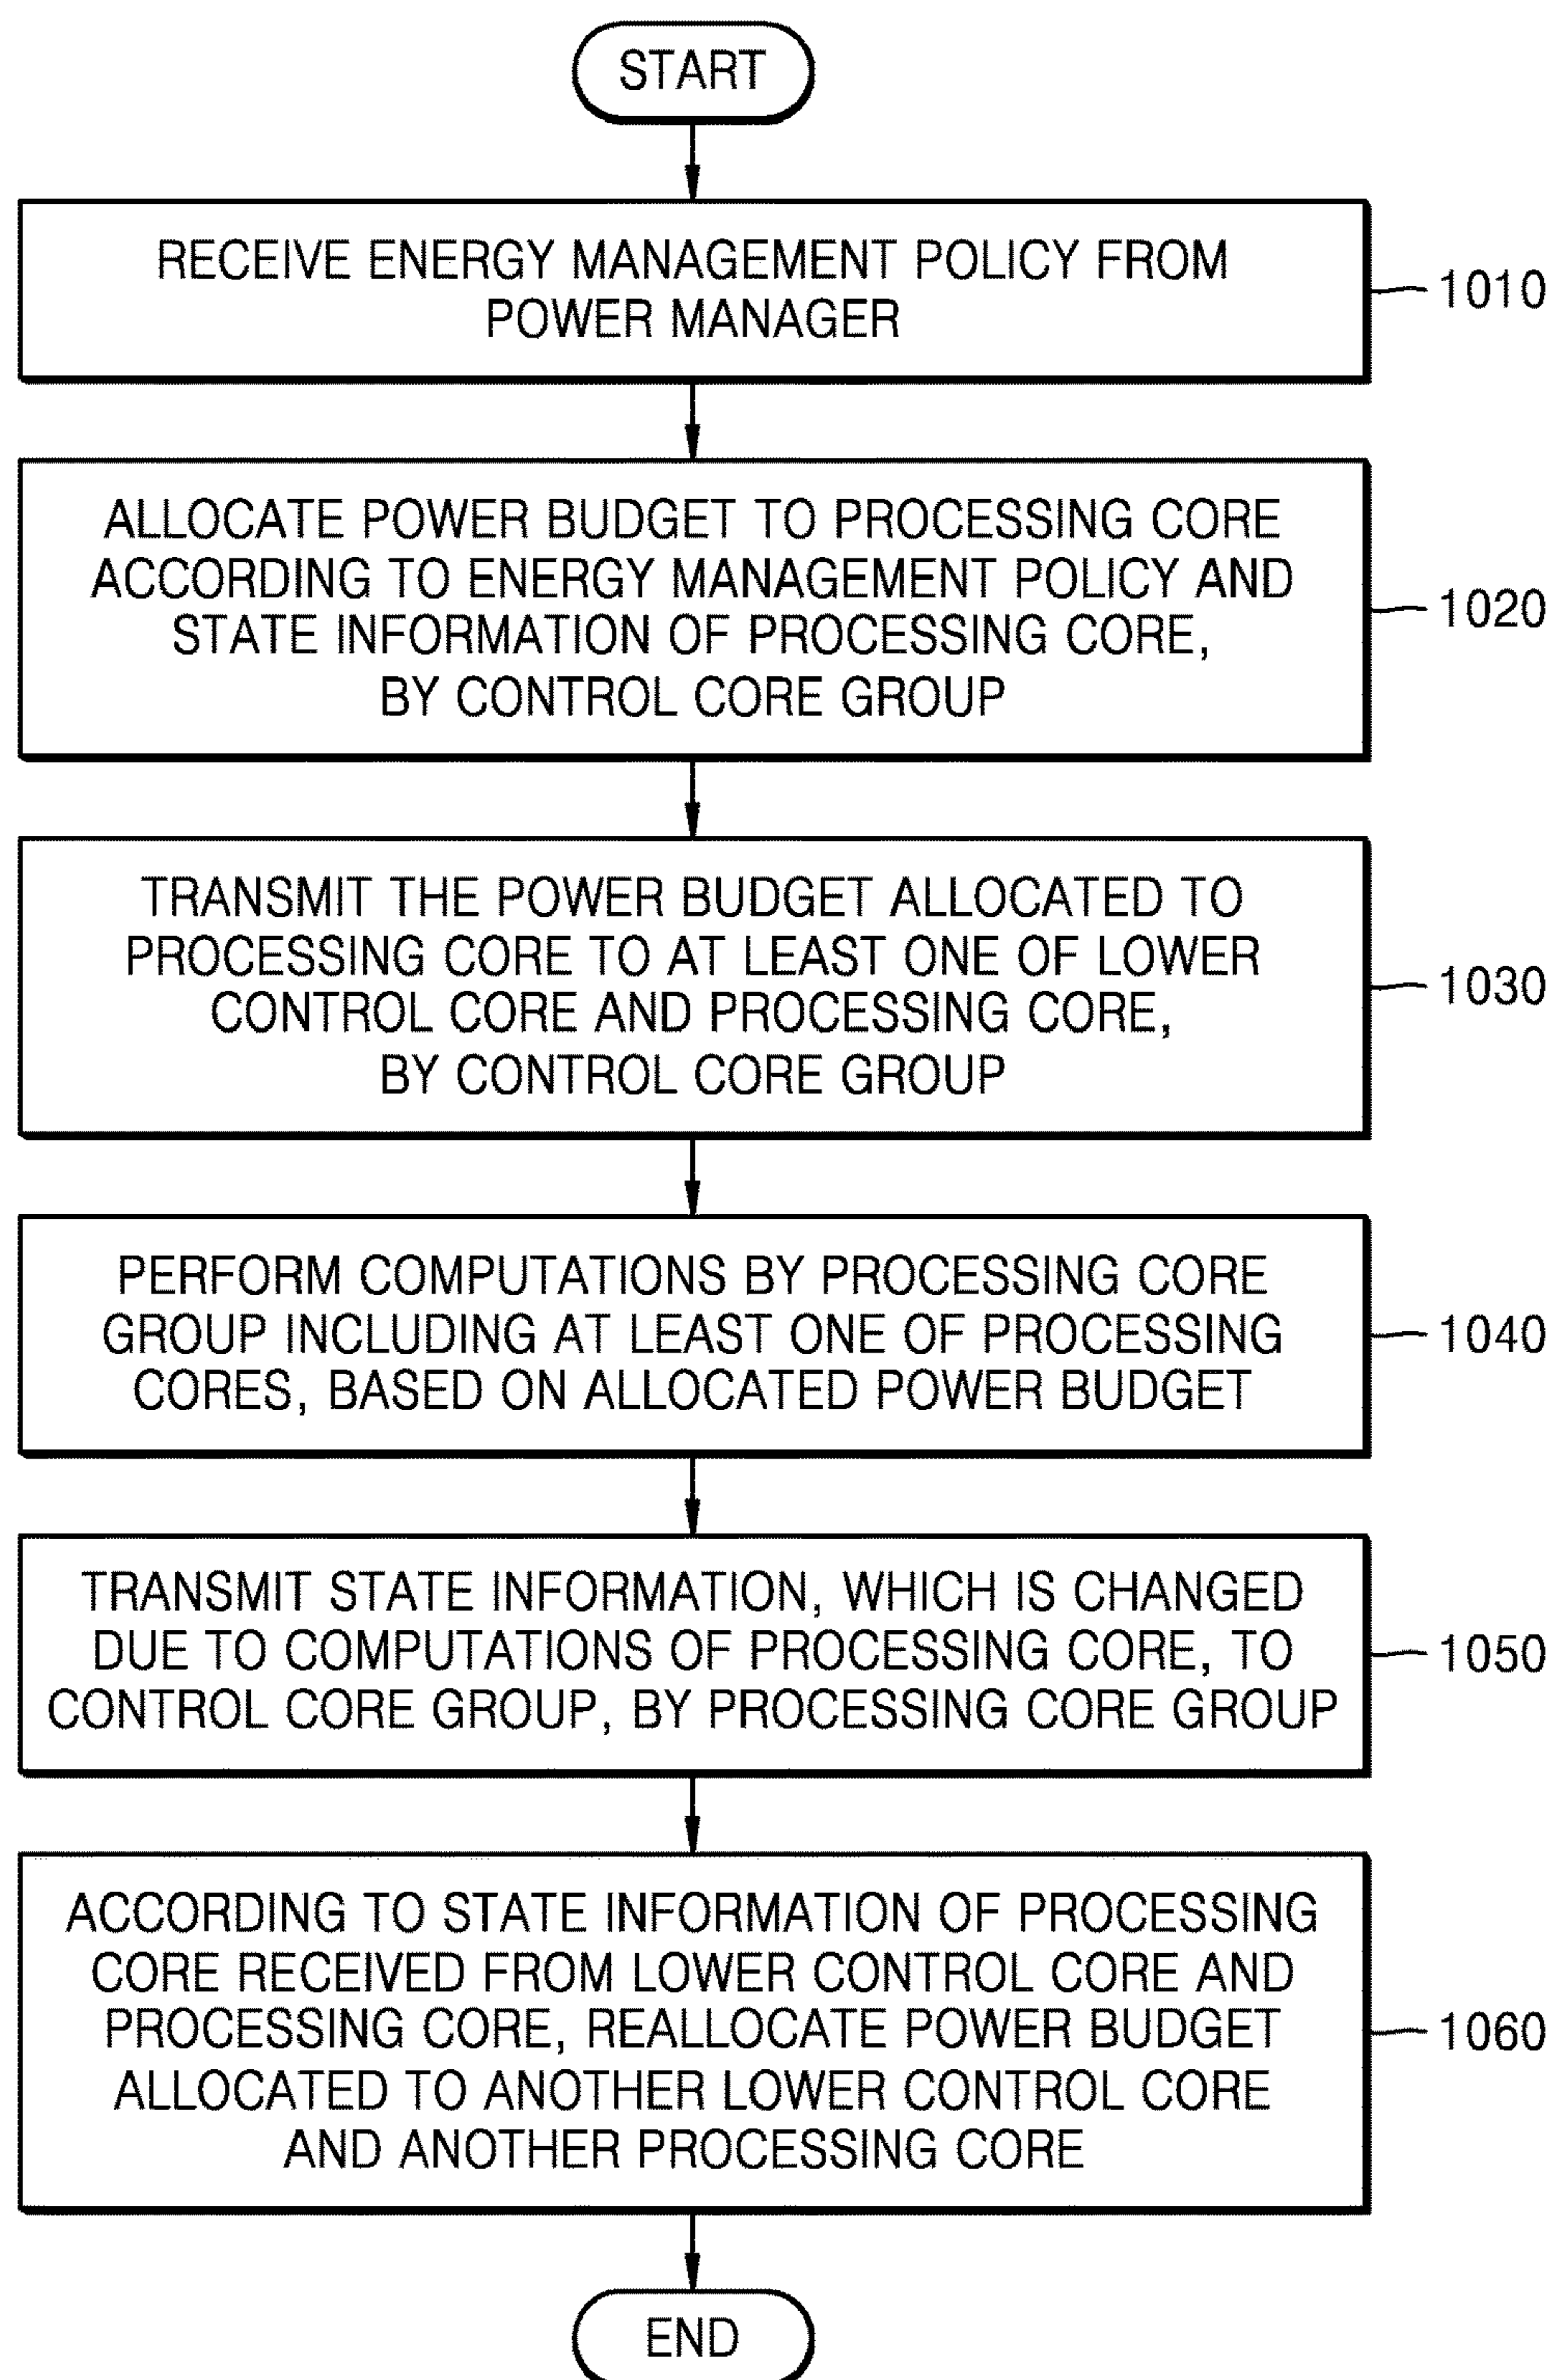 START
RECEIVE ENERGY MANAGEMENT POLICY FROM
POWER MANAGER
1010
ALLOCATE POWER BUDGET TO PROCESSING CORE
ACCORDING TO ENERGY MANAGEMENT POLICY AND
STATE INFORMATION OF PROCESSING CORE,
BY CONTROL CORE GROUP
1020
TRANSMIT THE POWER BUDGET ALLOCATED TO
PROCESSING CORE TO AT LEAST ONE OF LOWER
CONTROL CORE AND PROCESSING CORE,
BY CONTROL CORE GROUP
1030
PERFORM COMPUTATIONS BY PROCESSING CORE
GROUP INCLUDING AT LEAST ONE OF PROCESSING
CORES, BASED ON ALLOCATED POWER BUDGET
1040
TRANSMIT STATE INFORMATION, WHICH IS CHANGED
DUE TO COMPUTATIONS OF PROCESSING CORE, TO
CONTROL CORE GROUP, BY PROCESSING CORE GROUP
1050
ACCORDING TO STATE INFORMATION OF PROCESSING
CORE RECEIVED FROM LOWER CONTROL CORE AND
PROCESSING CORE, REALLOCATE POWER BUDGET
ALLOCATED TO ANOTHER LOWER CONTROL CORE
AND ANOTHER PROCESSING CORE
1060
END